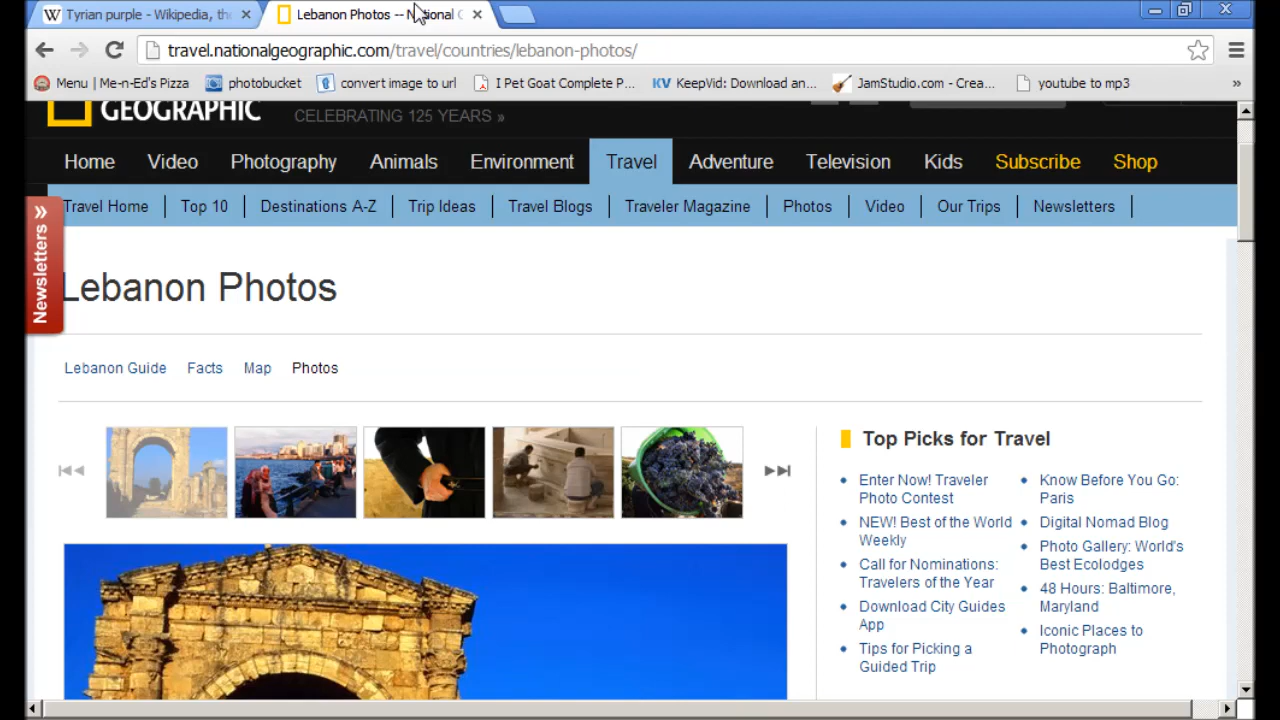 Tyrian purple - Wikipedia, the
Lebanon Photos -- National G
travel.nationalgeographic.com/travel/countries/lebanon-photos/
Menu | Me-n-Ed's Pizza
photobucket
convert image to url
I Pet Goat Complete P...
KV KeepVid: Download an...
JamStudio.com - Crea...
youtube to mp3
»
GEOGRAPHIC
CELEBRATING 125 YEARS »
Home Video Photography Animals Environment Travel Adventure Television Kids Subscribe Shop
Travel Home | Top 10 | Destinations A-Z | Trip Ideas | Travel Blogs | Traveler Magazine | Photos | Video | Our Trips | Newsletters |
Newsletters »
Lebanon Photos
Lebanon Guide Facts Map Photos
Top Picks for Travel
Enter Now! Traveler
Photo Contest
NEW! Best of the World
Weekly
Call for Nominations:
Travelers of the Year
Download City Guides
App
Tips for Picking a
Guided Trip
Know Before You Go:
Paris
Digital Nomad Blog
Photo Gallery: World's
Best Ecolodges
48 Hours: Baltimore,
Maryland
Iconic Places to
Photograph